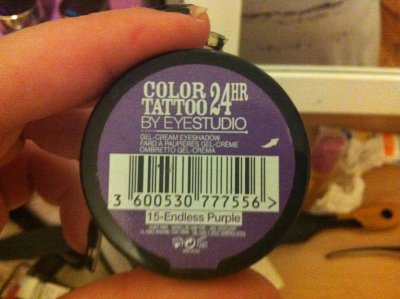 COLOR
TATTOO 24HR
BY EYESTUDIO
GEL-CREAM EYESHADOW
FARD À PAUPIÈRES GEL-CRÈME
OMBRETTO GEL-CREMA
3 600530 777556 >
15-Endless Purple